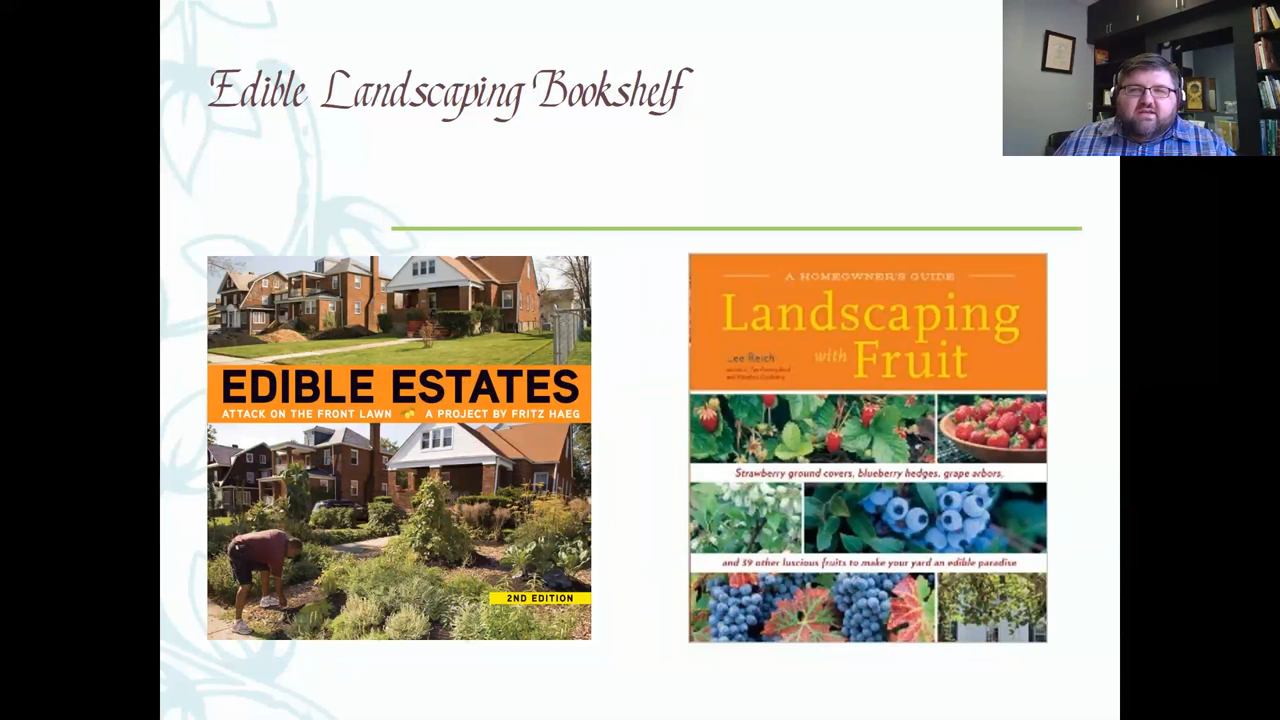 Edible Landscaping Bookshelf
EDIBLE ESTATES
ATTACK ON THE FRONT LAWN A PROJECT BY FRITZ HAEG
2ND EDITION
A HOMEOWNER'S GUIDE
Landscaping
with Fruit
Lee Reich
Strawberry ground covers, blueberry hedges, grape arbors,
and 39 other luscious fruits to make your yard an edible paradise